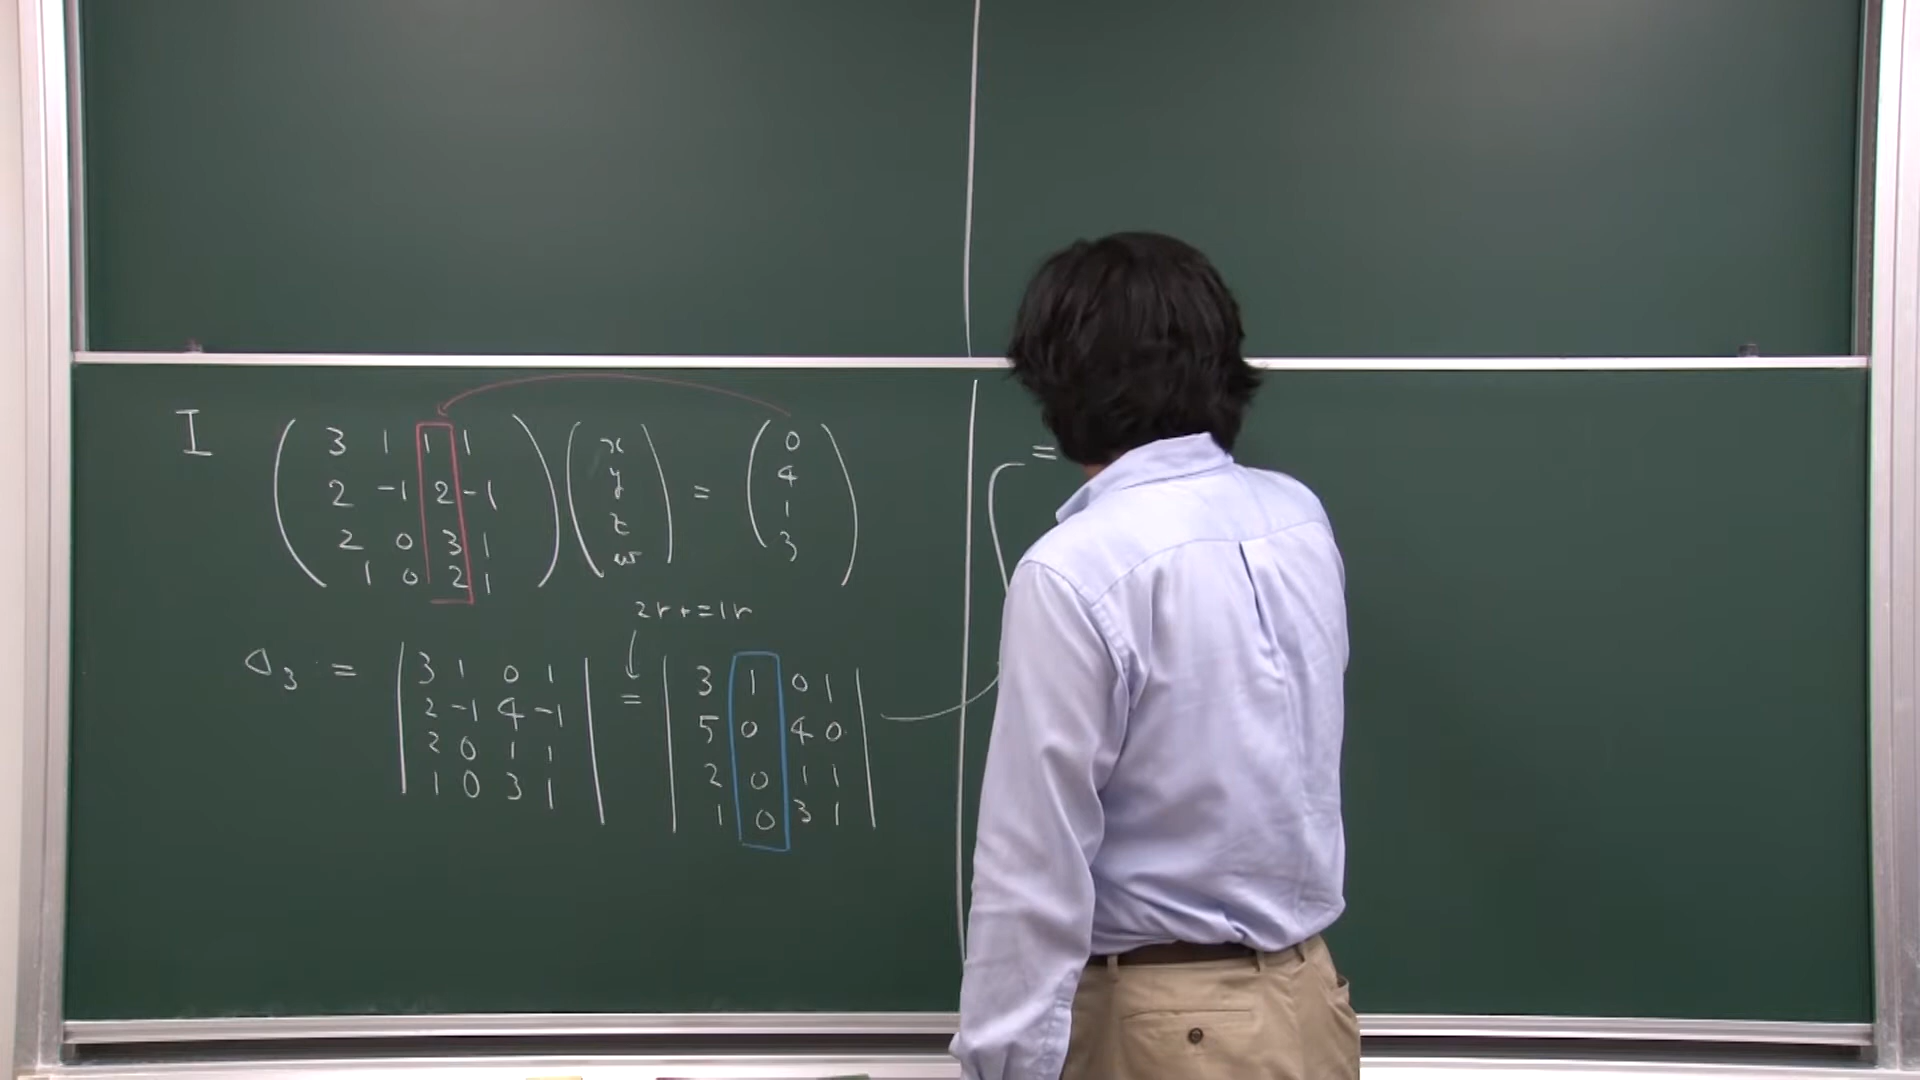 I
3 1 1 1
2 -1 2 -1
2 0 3 1
1 0 2 1
x
y
z
w
=
0
4
1
3
2r+=1r
Δ3 =
3 1 0 1
2 -1 4 -1
2 0 1 1
1 0 3 1
=
3 1 0 1
5 0 4 0
2 0 1 1
1 0 3 1
=